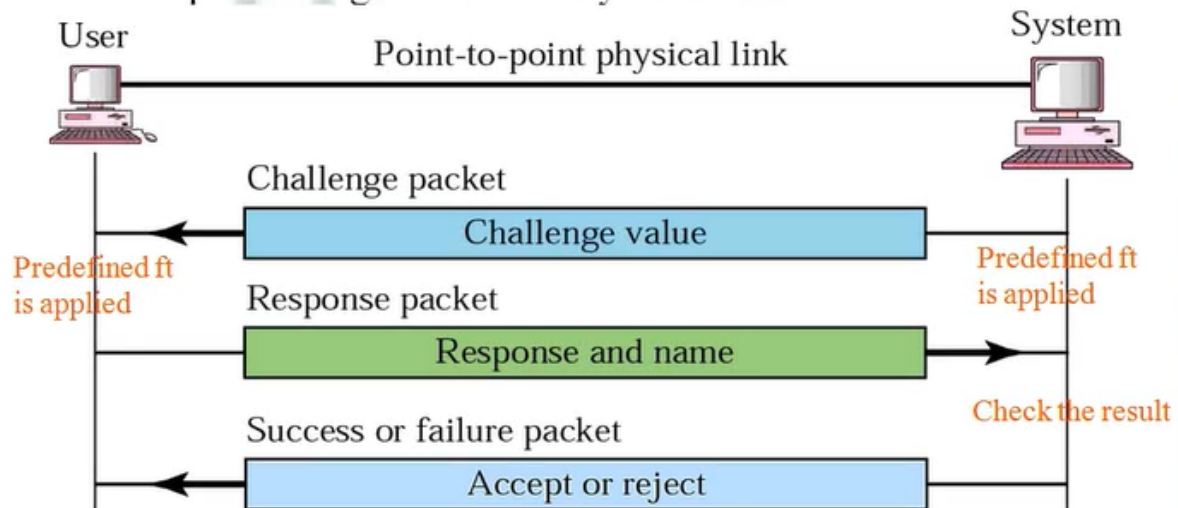 User
System
Point-to-point physical link
Challenge packet
Challenge value
Predefined ft
is applied
Predefined ft
is applied
Response packet
Response and name
Check the result
Success or failure packet
Accept or reject